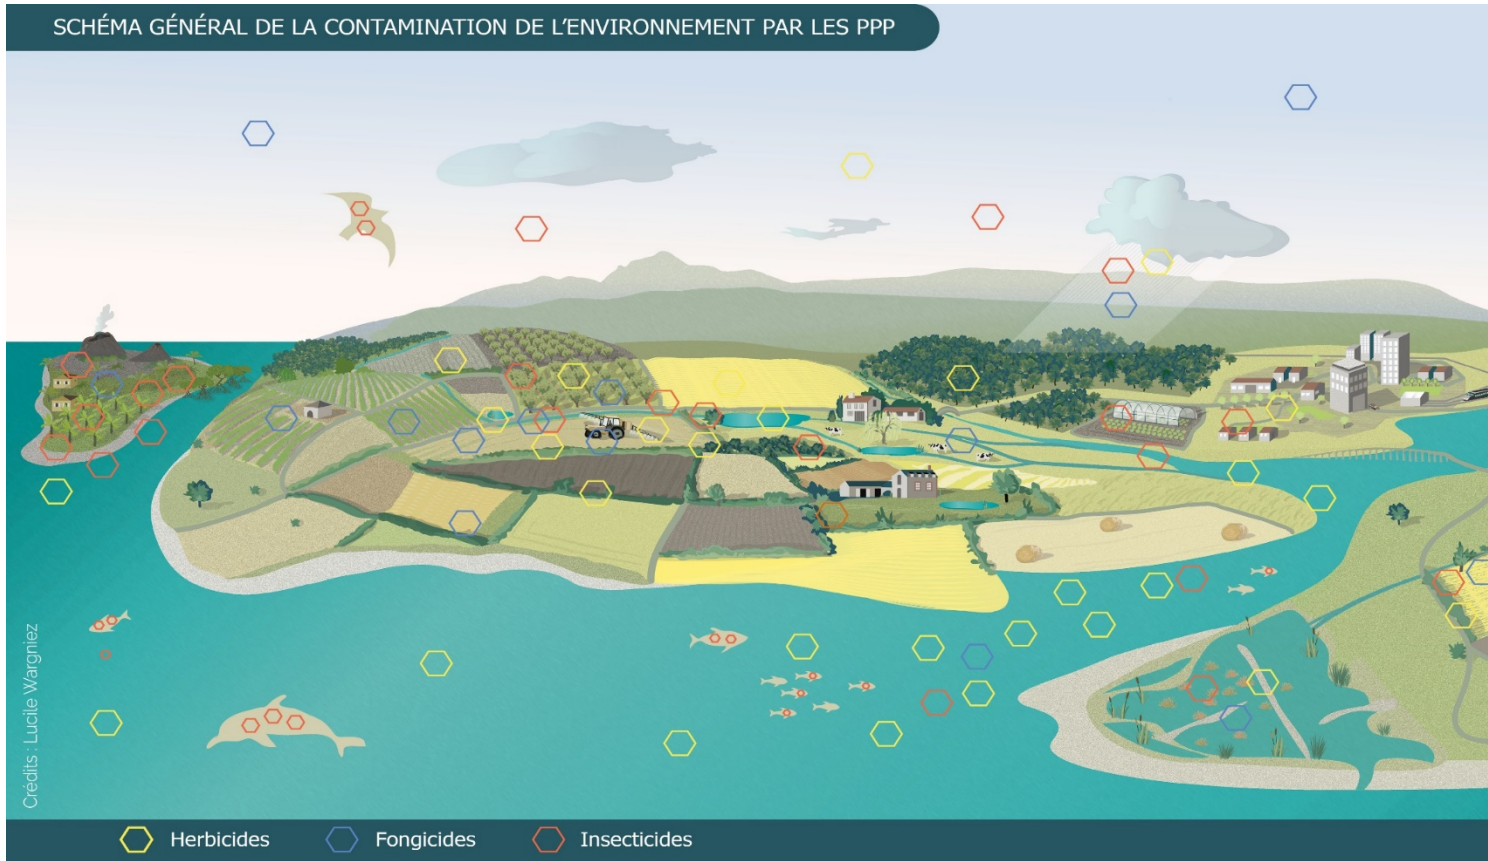 SCHÉMA GÉNÉRAL DE LA CONTAMINATION DE L'ENVIRONNEMENT PAR LES PPP
Crédits : Lucile Wargniez
Herbicides
Fongicides
Insecticides